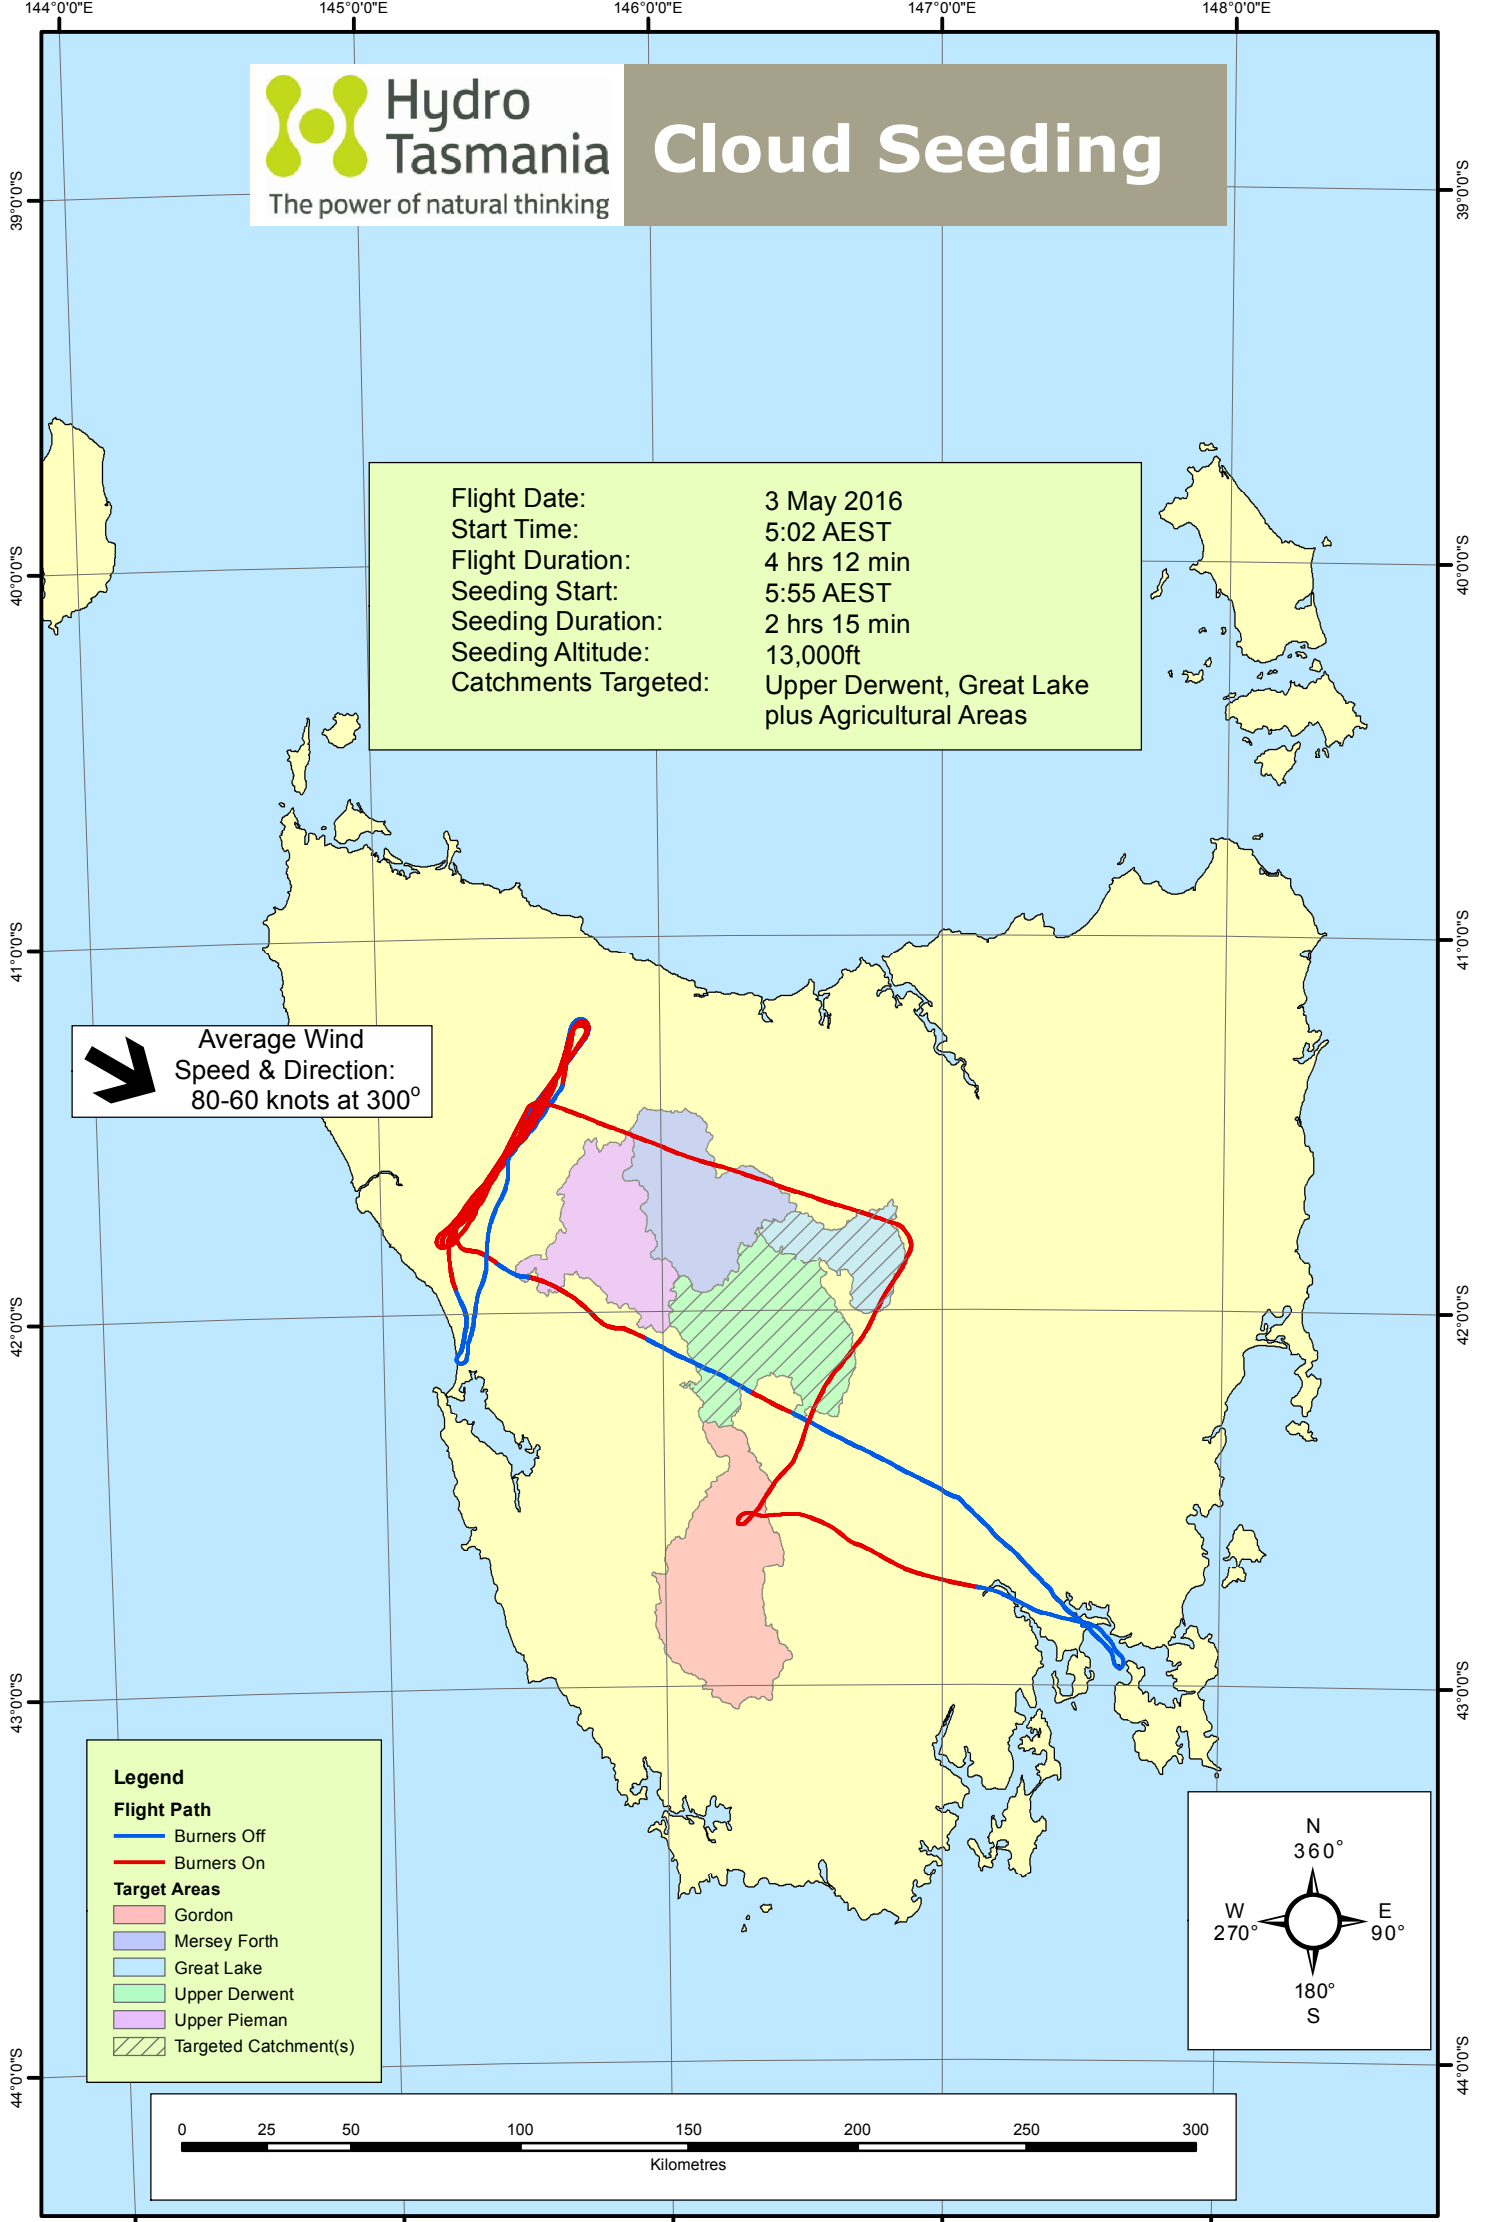 144°0'0"E 145°0'0"E 146°0'0"E 147°0'0"E 148°0'0"E
Hydro
Tasmania
The power of natural thinking
Cloud Seeding
39°0'0"S 39°0'0"S
Flight Date: 3 May 2016
Start Time: 5:02 AEST
Flight Duration: 4 hrs 12 min
Seeding Start: 5:55 AEST
Seeding Duration: 2 hrs 15 min
Seeding Altitude: 13,000ft
Catchments Targeted: Upper Derwent, Great Lake
plus Agricultural Areas
40°0'0"S 40°0'0"S
41°0'0"S 41°0'0"S
Average Wind
Speed & Direction:
80-60 knots at 300°
42°0'0"S 42°0'0"S
43°0'0"S 43°0'0"S
Legend
Flight Path
Burners Off
Burners On
Target Areas
Gordon
Mersey Forth
Great Lake
Upper Derwent
Upper Pieman
Targeted Catchment(s)
N
360°
W E
270° 90°
180°
S
44°0'0"S 44°0'0"S
0 25 50 100 150 200 250 300
Kilometres